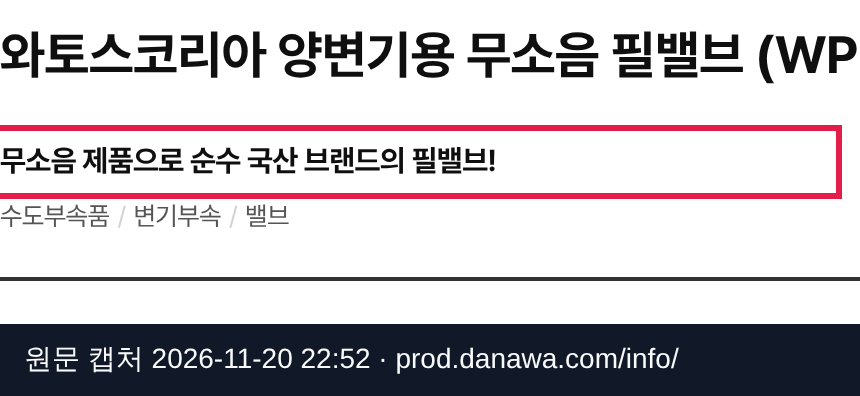 와토스코리아 양변기용 무소음 필밸브 (WP
무소음 제품으로 순수 국산 브랜드의 필밸브!
수도부속품 / 변기부속 / 밸브
원문 캡처 2026-11-20 22:52 · prod.danawa.com/info/